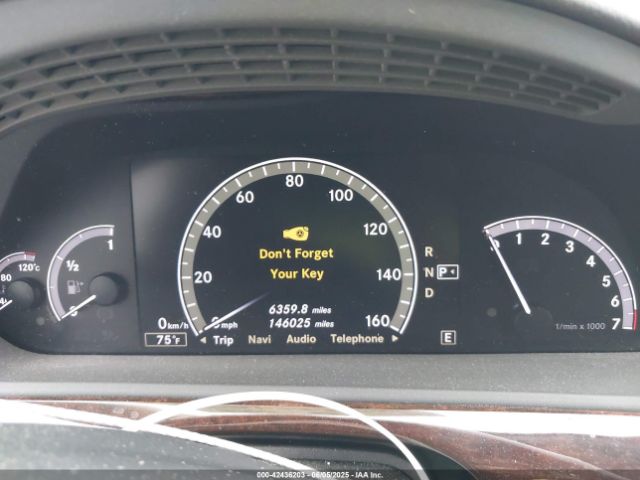 80
100
60
120
40
20
140
160
Don't Forget
Your Key
6359.8 miles
146025 miles
0 km/h
mph
75°F
Trip Navi Audio Telephone
R
N P
D
E
120°C
80
1
1/2
1 2 3 4 5 6 7
1/min x 1000
000-42436203 - 06/05/2025 - IAA Inc.